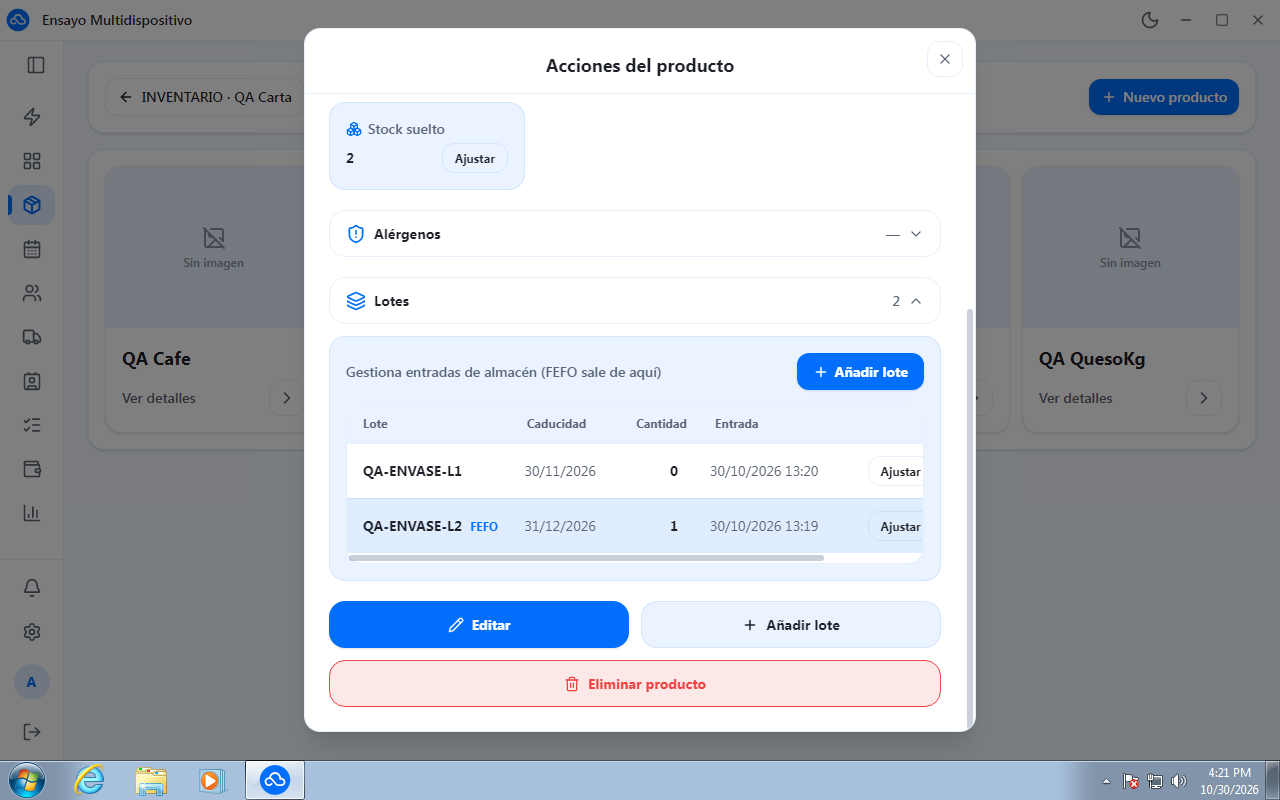 Ensayo Multidispositivo
Acciones del producto
INVENTARIO · QA Carta
Nuevo producto
Stock suelto
2
Ajustar
Alérgenos
—
Lotes
2
Gestiona entradas de almacén (FEFO sale de aquí)
Añadir lote
Lote Caducidad Cantidad Entrada
QA-ENVASE-L1 30/11/2026 0 30/10/2026 13:20 Ajustar
QA-ENVASE-L2 FEFO 31/12/2026 1 30/10/2026 13:19 Ajustar
Editar
Añadir lote
Eliminar producto
Sin imagen
QA Cafe
Ver detalles
Sin imagen
QA QuesoKg
Ver detalles
A
4:21 PM
10/30/2026